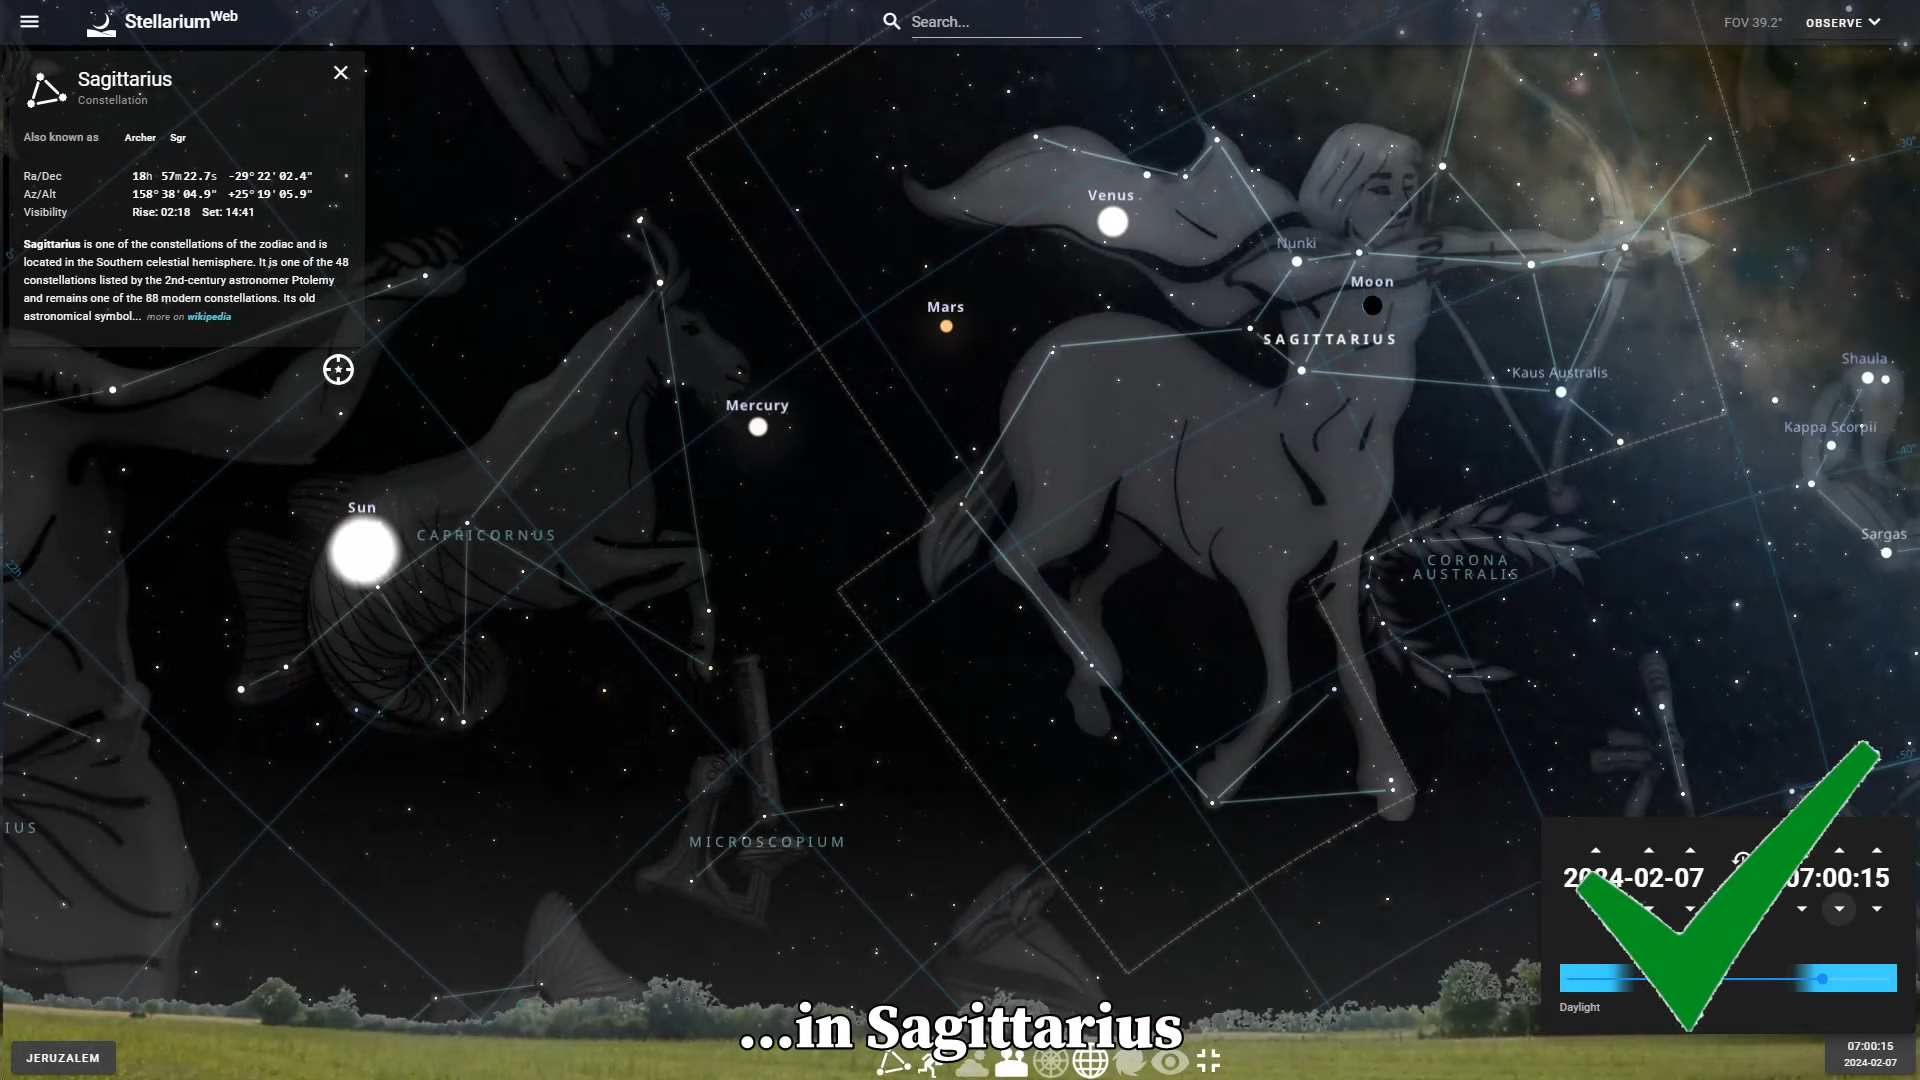 StellariumWeb
Search...
FOV 39.2°
OBSERVE
Sagittarius
Constellation
Also known as Archer Sgr
Ra/Dec 18h 57m22.7s -29°22'02.4"
Az/Alt 158°38'04.9" +25°19'05.9"
Visibility Rise: 02:18 Set: 14:41
Sagittarius is one of the constellations of the zodiac and is
located in the Southern celestial hemisphere. It is one of the 48
constellations listed by the 2nd-century astronomer Ptolemy
and remains one of the 88 modern constellations. Its old
astronomical symbol... more on wikipedia
Venus
Nunki
Moon
Mars
SAGITTARIUS
Shaula
Kaus Australis
Mercury
Kappa Scorpii
Sun
CAPRICORNUS
Sargas
CORONA
AUSTRALIS
IUS
MICROSCOPIUM
2024-02-07 07:00:15
Daylight
...in Sagittarius
JERUZALEM
07:00:15
2024-02-07